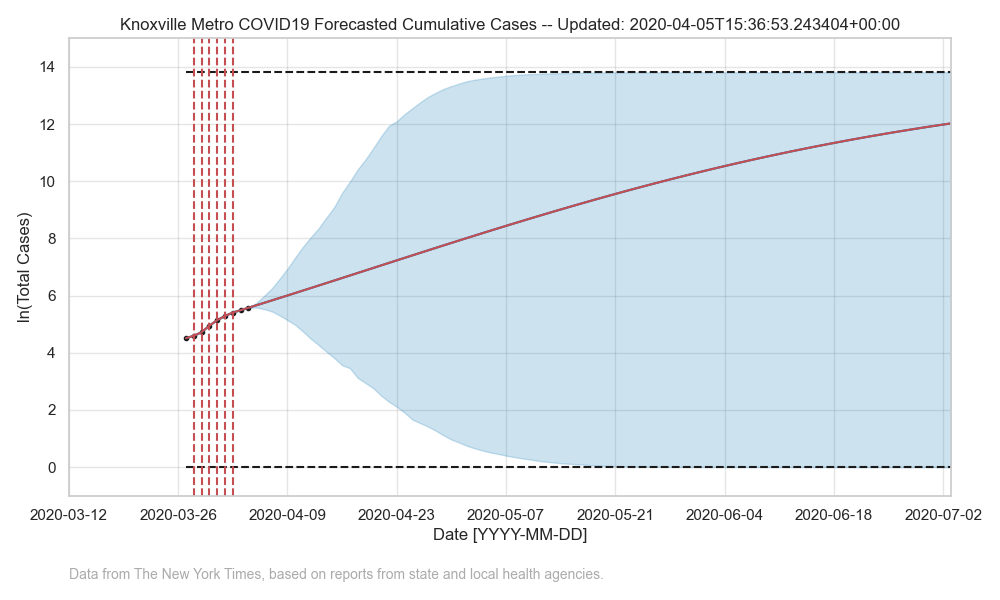 Knoxville Metro COVID19 Forecasted Cumulative Cases -- Updated: 2020-04-05T15:36:53.243404+00:00
14
12
10
8
6
4
2
0
ln(Total Cases)
2020-03-12 2020-03-26 2020-04-09 2020-04-23 2020-05-07 2020-05-21 2020-06-04 2020-06-18 2020-07-02
Date [YYYY-MM-DD]
Data from The New York Times, based on reports from state and local health agencies.